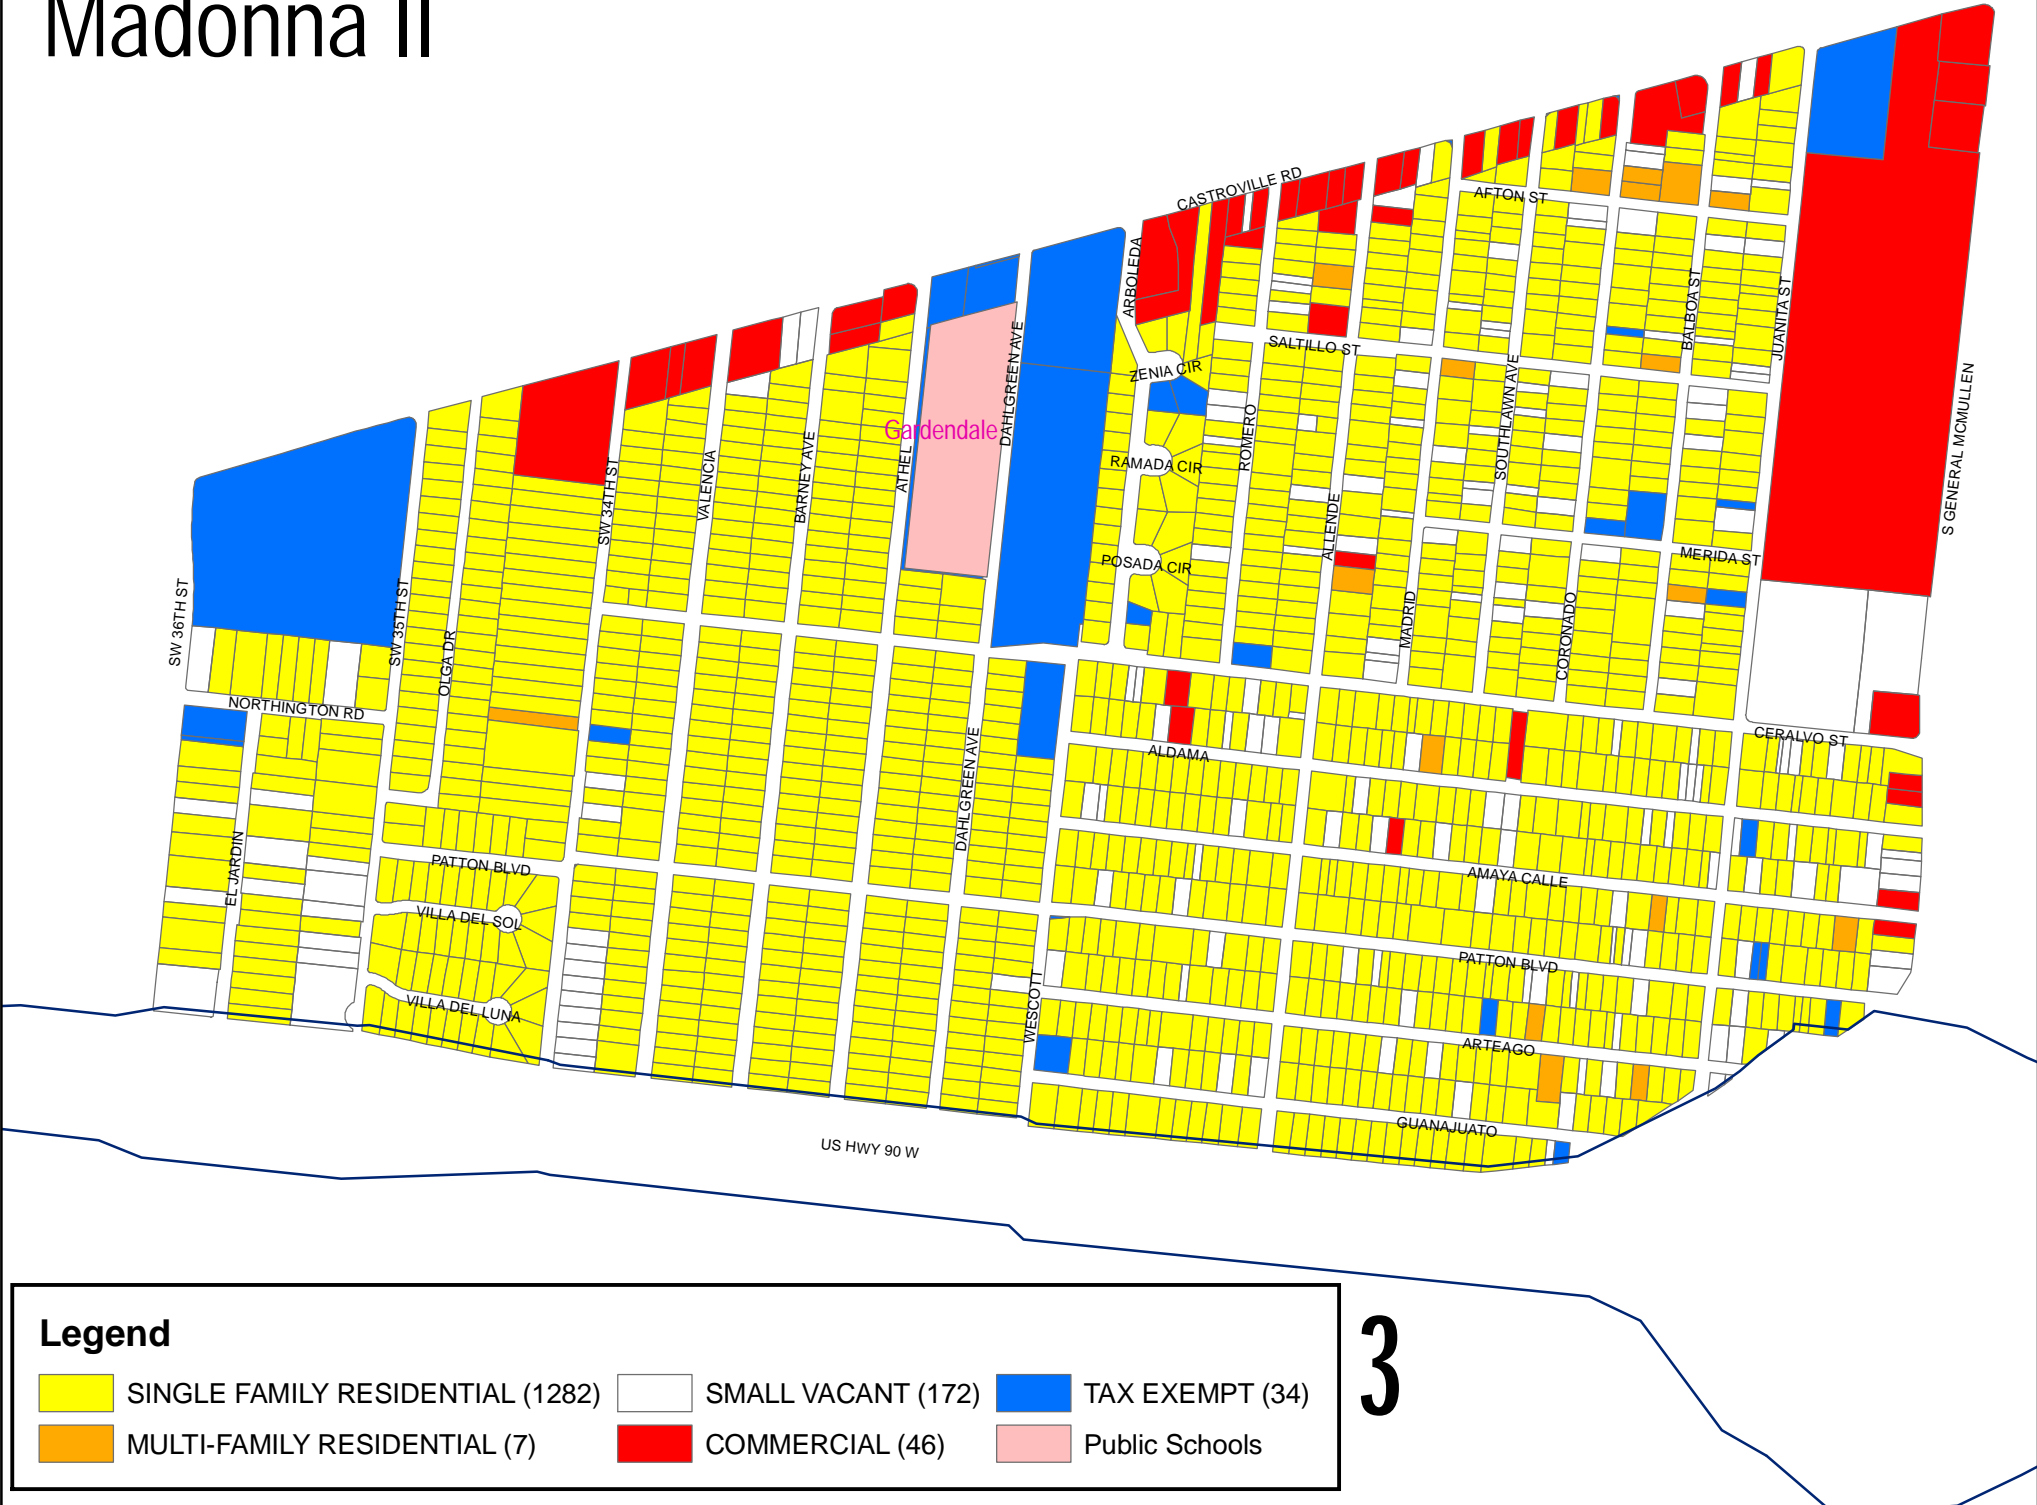 Madonna II
CASTROVILLE RD
AFTON ST
ARBOLEDA
BALBOA ST
JUANITA ST
SALTILLO ST
ZENIA CIR
DAHLGREEN AVE
Gardendale
ATHEL
SOUTHLAWN AVE
S GENERAL MCMULLEN
ROMERO
RAMADA CIR
BARNEY AVE
VALENCIA
SW 34TH ST
ALLENDE
POSADA CIR
MERIDA ST
SW 36TH ST
SW 35TH ST
OLGA DR
MADRID
CORONADO
NORTHINGTON RD
CERALVO ST
ALDAMA
DAHLGREEN AVE
EL JARDIN
PATTON BLVD
AMAYA CALLE
VILLA DEL SOL
PATTON BLVD
WESCOTT
VILLA DEL LUNA
ARTEAGO
GUANAJUATO
US HWY 90 W
Legend
SINGLE FAMILY RESIDENTIAL (1282)
SMALL VACANT (172)
TAX EXEMPT (34)
MULTI-FAMILY RESIDENTIAL (7)
COMMERCIAL (46)
Public Schools
3